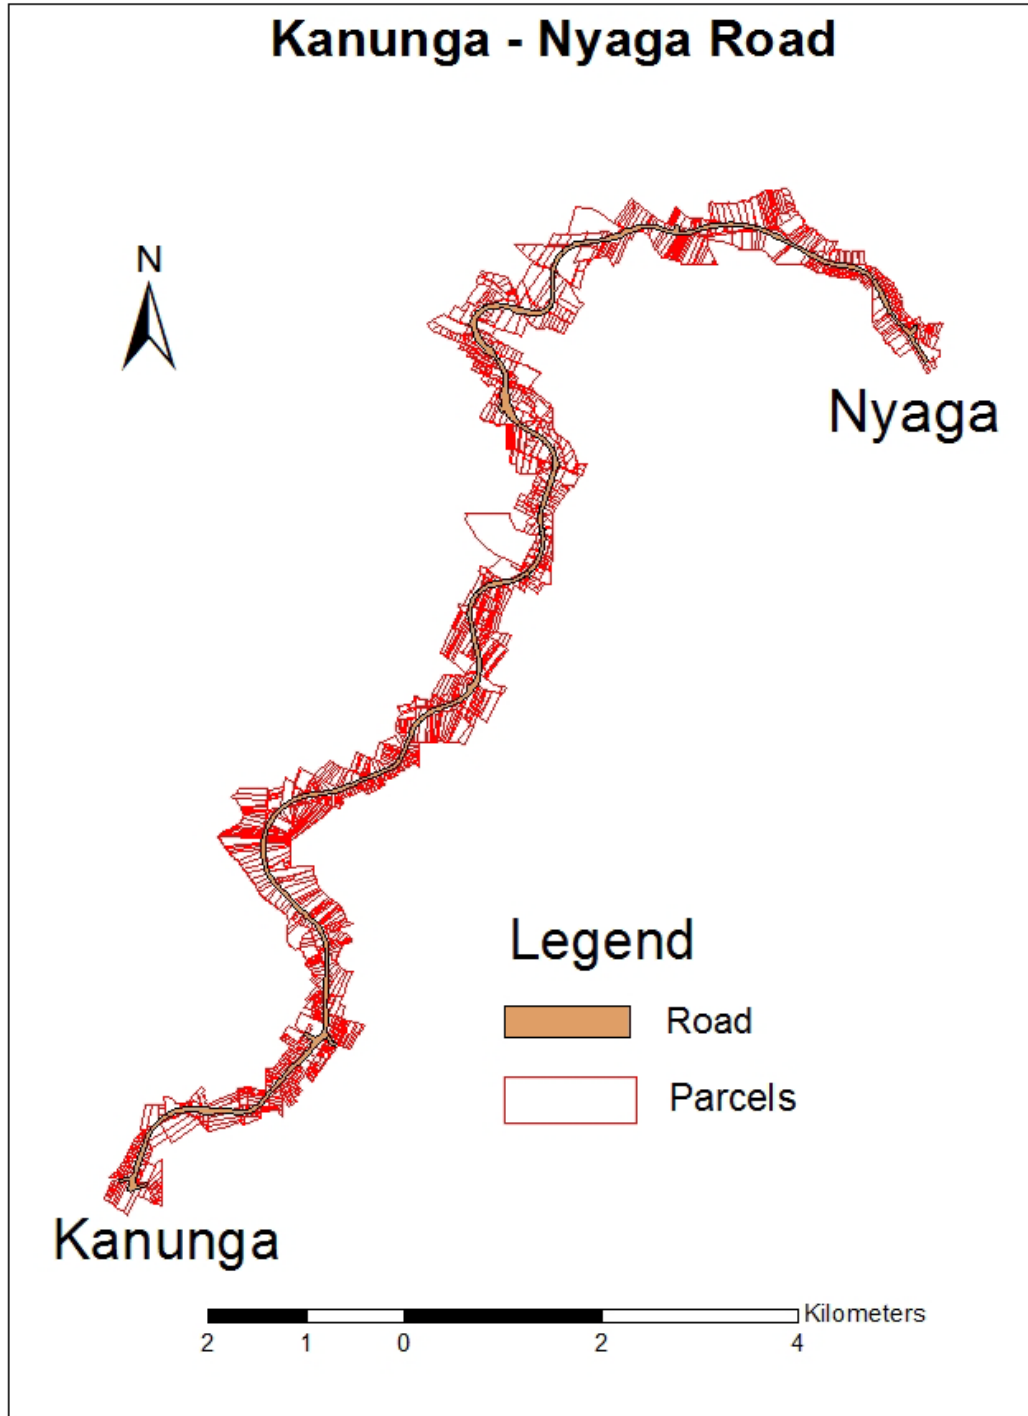 Kanunga - Nyaga Road
N
Nyaga
Legend
Road
Parcels
Kanunga
Kilometers
2 1 0 2 4